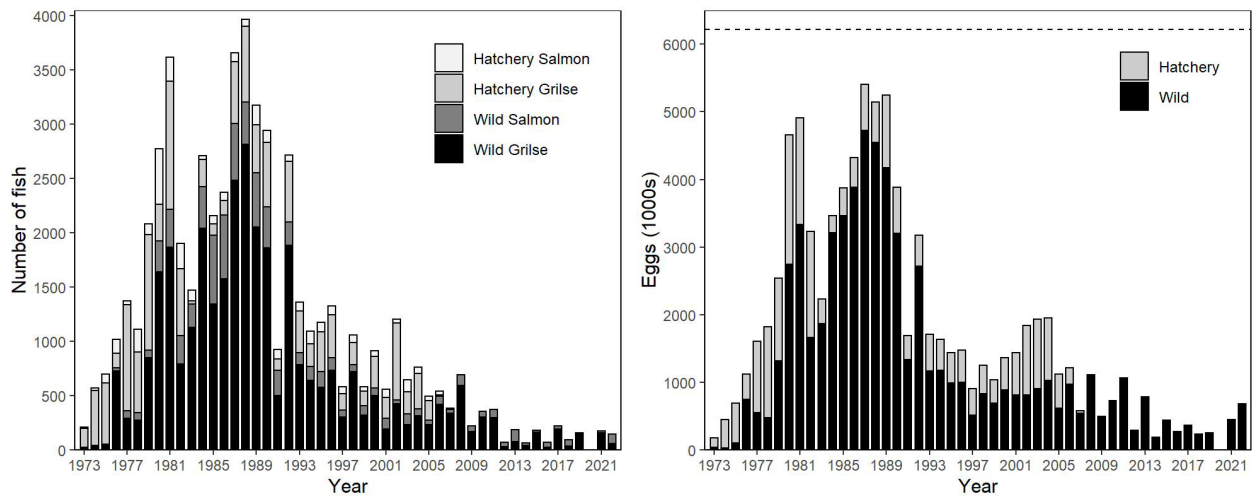 4000
3500
3000
2500
2000
1500
1000
500
0
Number of fish
Hatchery Salmon
Hatchery Grilse
Wild Salmon
Wild Grilse
1973 1977 1981 1985 1989 1993 1997 2001 2005 2009 2013 2017 2021
Year
6000
5000
4000
3000
2000
1000
0
Eggs (1000s)
Hatchery
Wild
1973 1977 1981 1985 1989 1993 1997 2001 2005 2009 2013 2017 2021
Year